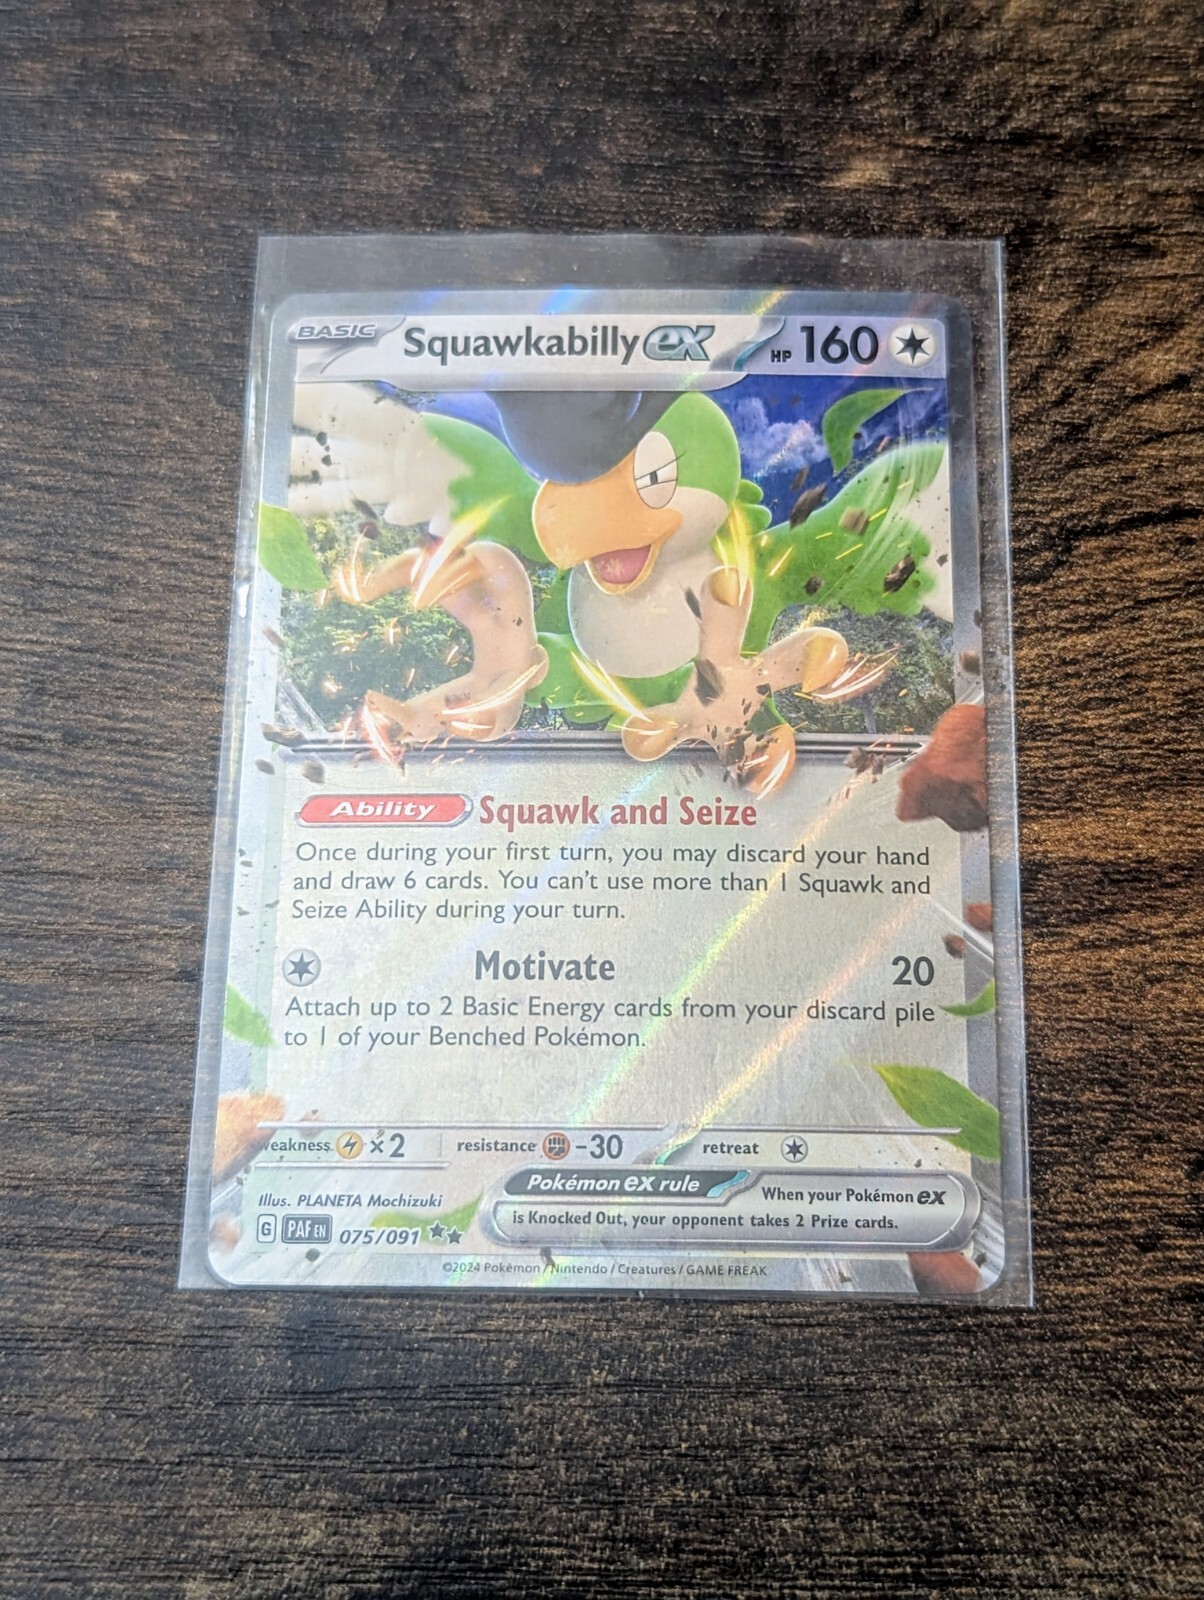 BASIC Squawkabilly ex HP 160
Ability Squawk and Seize
Once during your first turn, you may discard your hand
and draw 6 cards. You can't use more than 1 Squawk and
Seize Ability during your turn.
Motivate 20
Attach up to 2 Basic Energy cards from your discard pile
to 1 of your Benched Pokémon.
weakness ×2 resistance -30 retreat
Illus. PLANETA Mochizuki
Pokémon ex rule When your Pokémon ex
is Knocked Out, your opponent takes 2 Prize cards.
G PAF EN 075/091
©2024 Pokémon / Nintendo / Creatures / GAME FREAK